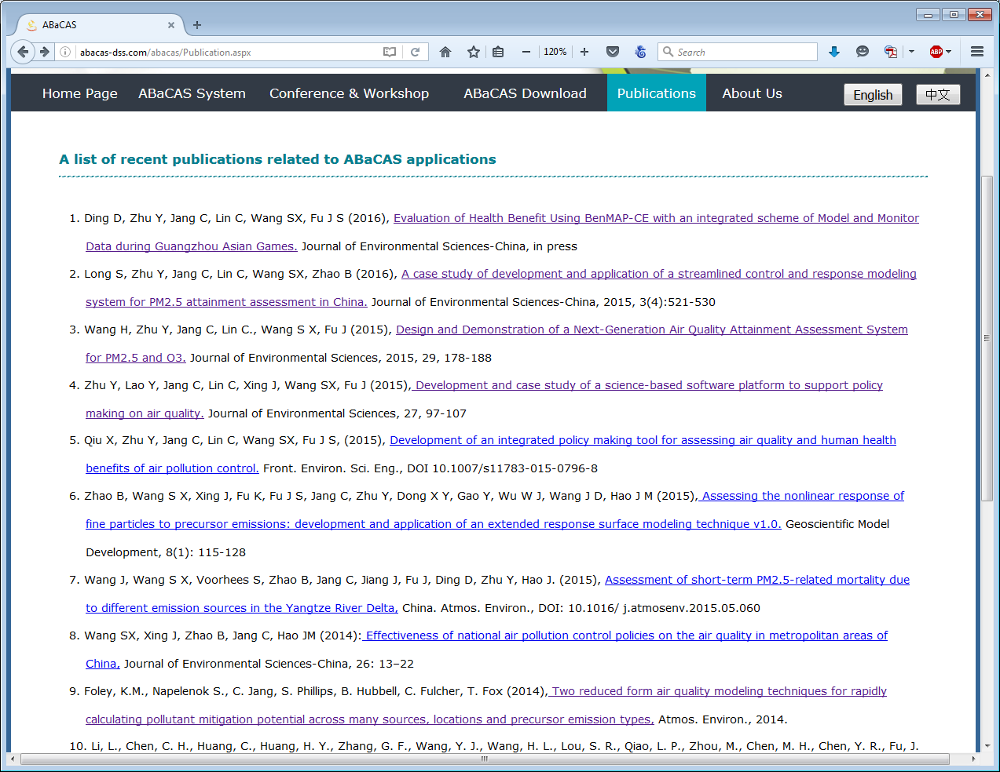 ABaCAS
abacas-dss.com/abacas/Publication.aspx
120%
Search
ABP
Home Page ABaCAS System Conference & Workshop ABaCAS Download Publications About Us English 中文
A list of recent publications related to ABaCAS applications
1. Ding D, Zhu Y, Jang C, Lin C, Wang SX, Fu J S (2016), Evaluation of Health Benefit Using BenMAP-CE with an integrated scheme of Model and Monitor
Data during Guangzhou Asian Games. Journal of Environmental Sciences-China, in press
2. Long S, Zhu Y, Jang C, Lin C, Wang SX, Zhao B (2016), A case study of development and application of a streamlined control and response modeling
system for PM2.5 attainment assessment in China. Journal of Environmental Sciences-China, 2015, 3(4):521-530
3. Wang H, Zhu Y, Jang C, Lin C., Wang S X, Fu J (2015), Design and Demonstration of a Next-Generation Air Quality Attainment Assessment System
for PM2.5 and O3. Journal of Environmental Sciences, 2015, 29, 178-188
4. Zhu Y, Lao Y, Jang C, Lin C, Xing J, Wang SX, Fu J (2015), Development and case study of a science-based software platform to support policy
making on air quality. Journal of Environmental Sciences, 27, 97-107
5. Qiu X, Zhu Y, Jang C, Lin C, Wang SX, Fu J S, (2015), Development of an integrated policy making tool for assessing air quality and human health
benefits of air pollution control. Front. Environ. Sci. Eng., DOI 10.1007/s11783-015-0796-8
6. Zhao B, Wang S X, Xing J, Fu K, Fu J S, Jang C, Zhu Y, Dong X Y, Gao Y, Wu W J, Wang J D, Hao J M (2015), Assessing the nonlinear response of
fine particles to precursor emissions: development and application of an extended response surface modeling technique v1.0. Geoscientific Model
Development, 8(1): 115-128
7. Wang J, Wang S X, Voorhees S, Zhao B, Jang C, Jiang J, Fu J, Ding D, Zhu Y, Hao J. (2015), Assessment of short-term PM2.5-related mortality due
to different emission sources in the Yangtze River Delta, China. Atmos. Environ., DOI: 10.1016/ j.atmosenv.2015.05.060
8. Wang SX, Xing J, Zhao B, Jang C, Hao JM (2014): Effectiveness of national air pollution control policies on the air quality in metropolitan areas of
China, Journal of Environmental Sciences-China, 26: 13–22
9. Foley, K.M., Napelenok S., C. Jang, S. Phillips, B. Hubbell, C. Fulcher, T. Fox (2014), Two reduced form air quality modeling techniques for rapidly
calculating pollutant mitigation potential across many sources, locations and precursor emission types, Atmos. Environ., 2014.
10. Li, L., Chen, C. H., Huang, C., Huang, H. Y., Zhang, G. F., Wang, Y. J., Wang, H. L., Lou, S. R., Qiao, L. P., Zhou, M., Chen, M. H., Chen, Y. R., Fu, J.